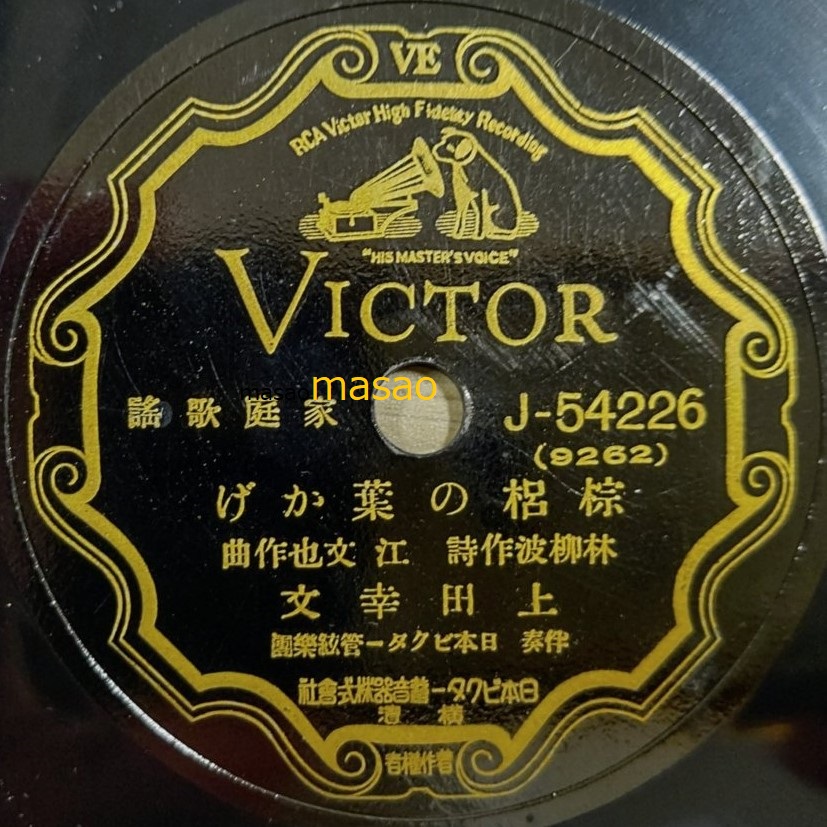 VE
RCA Victor High Fidelity Recording
"HIS MASTER'S VOICE"
VICTOR
masao
masao
家庭歌謠
J-54226
(9262)
棕梠の葉かげ
林柳波作詩 江文也作曲
上田幸文
伴奏 日本ビクター管絃樂團
日本ビクター蓄音器株式會社
横濱
著作權有